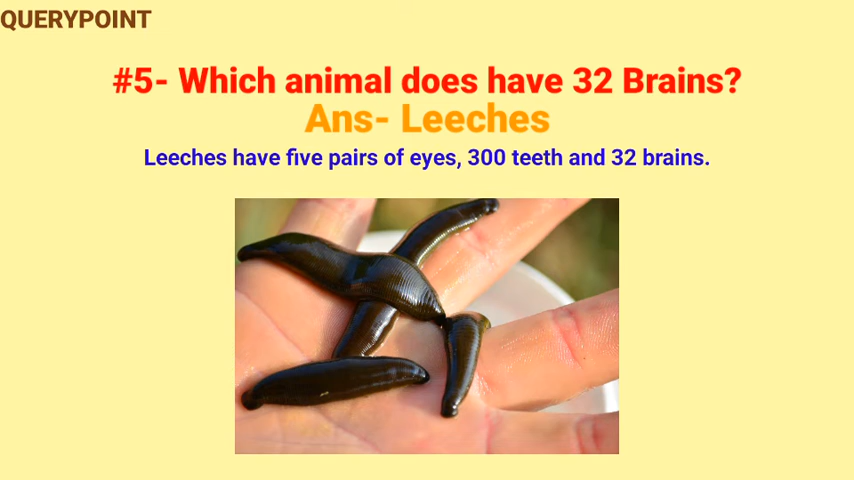 QUERYPOINT
#5- Which animal does have 32 Brains?
Ans- Leeches
Leeches have five pairs of eyes, 300 teeth and 32 brains.